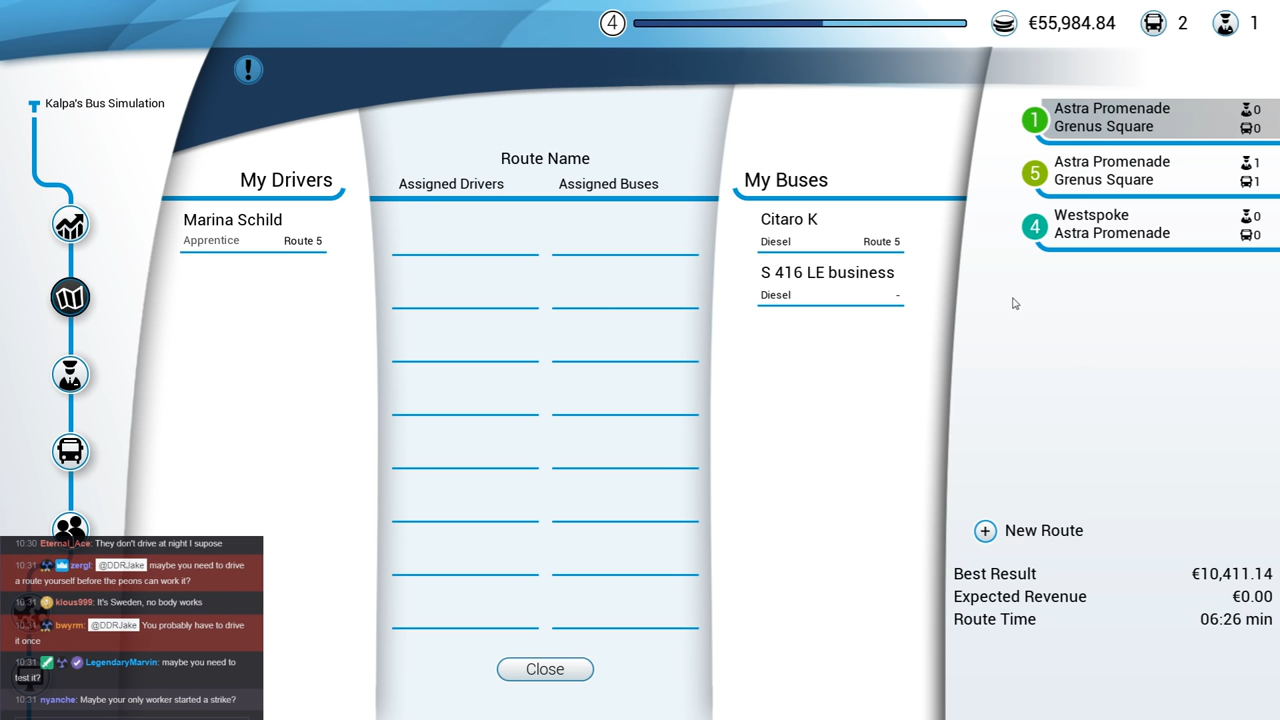 4
€55,984.84
2
1
Kalpa's Bus Simulation
My Drivers
Marina Schild
Apprentice Route 5
Route Name
Assigned Drivers Assigned Buses
Close
My Buses
Citaro K
Diesel Route 5
S 416 LE business
Diesel -
1
Astra Promenade 0
Grenus Square 0
5
Astra Promenade 1
Grenus Square 1
4
Westspoke 0
Astra Promenade 0
+ New Route
Best Result €10,411.14
Expected Revenue €0.00
Route Time 06:26 min
10:30 Eternal_Ace: They don't drive at night I supose
10:31 zergl: @DDRJake maybe you need to drive
a route yourself before the peons can work it?
10:31 klous999: It's Sweden, no body works
10:31 bwyrm: @DDRJake You probably have to drive
it once
10:31 LegendaryMarvin: maybe you need to
test it?
10:31 nyanche: Maybe your only worker started a strike?